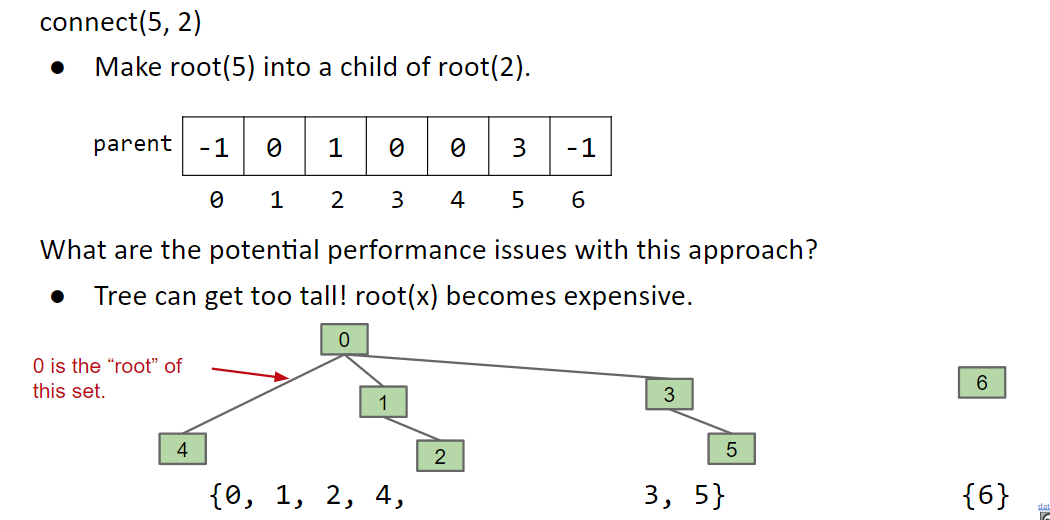 connect(5, 2)
● Make root(5) into a child of root(2).
parent -1 0 1 0 0 3 -1
0 1 2 3 4 5 6
What are the potential performance issues with this approach?
● Tree can get too tall! root(x) becomes expensive.
0
0 is the “root” of
this set.
1
3
6
4
2
5
{0, 1, 2, 4,
3, 5}
{6}